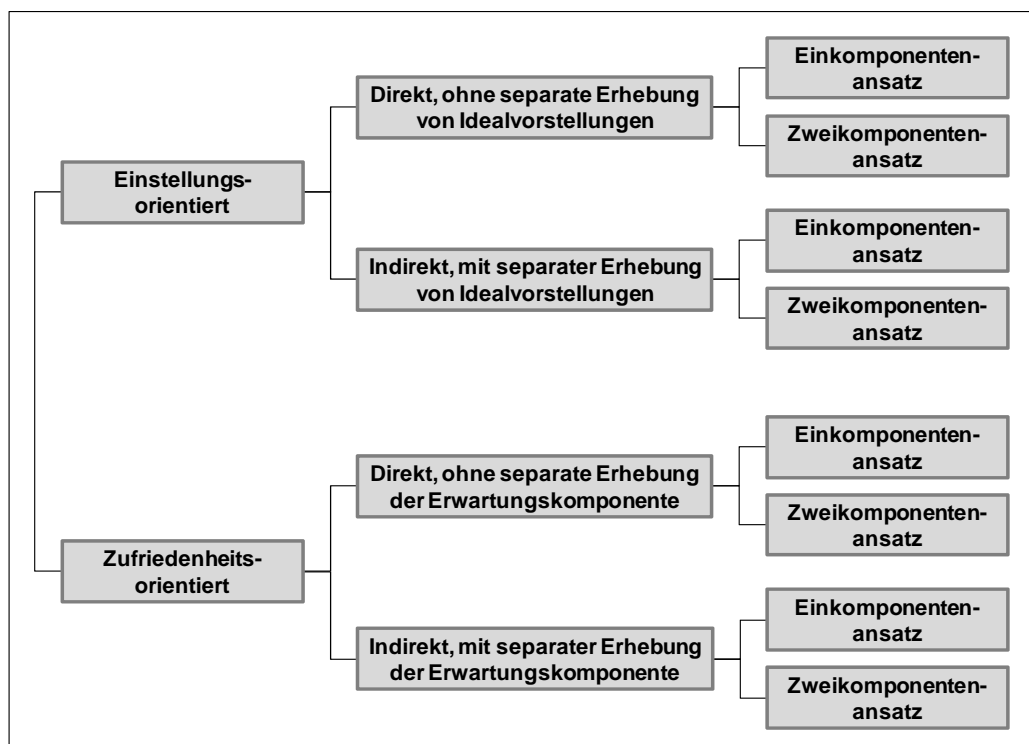 Einstellungs-
orientiert
Direkt, ohne separate Erhebung
von Idealvorstellungen
Einkomponenten-
ansatz
Zweikomponenten-
ansatz
Indirekt, mit separater Erhebung
von Idealvorstellungen
Einkomponenten-
ansatz
Zweikomponenten-
ansatz
Zufriedenheits-
orientiert
Direkt, ohne separate Erhebung
der Erwartungskomponente
Einkomponenten-
ansatz
Zweikomponenten-
ansatz
Indirekt, mit separater Erhebung
der Erwartungskomponente
Einkomponenten-
ansatz
Zweikomponenten-
ansatz